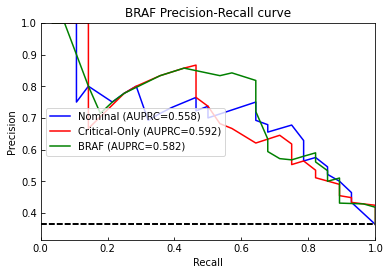 BRAF Precision-Recall curve
1.0
0.9
0.8
0.7
0.6
0.5
0.4
Precision
Nominal (AUPRC=0.558)
Critical-Only (AUPRC=0.592)
BRAF (AUPRC=0.582)
0.0 0.2 0.4 0.6 0.8 1.0
Recall